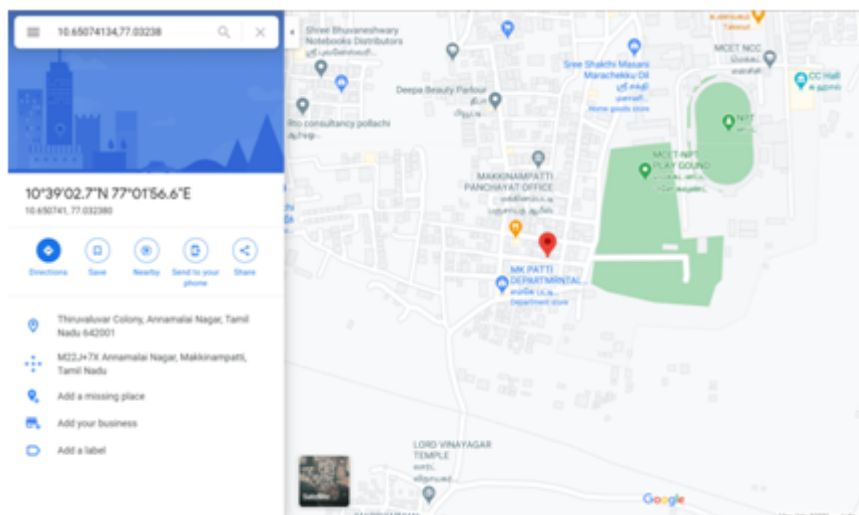 10.65074134,77.03238
10°39'02.7"N 77°01'56.6"E
10.650741, 77.032380
Directions
Save
Nearby
Send to your
phone
Share
Thiruvaluvar Colony, Annamalai Nagar, Tamil
Nadu 642001
M22J+7X Annamalai Nagar, Makkinampatti,
Tamil Nadu
Add a missing place
Add your business
Add a label
Shree Bhuvaneshwary
Notebooks Distributors
Deepa Beauty Parlour
தீபா
Rto consultancy pollachi
Sree Shakthi Masani
Marachekku Oil
ஸ்ரீ சக்தி
Home goods store
Takeout
MCET NCC
CC Hall
NPT
MCET-NPT
PLAY GOUND
MAKKINAMPATTI
PANCHAYAT OFFICE
MK PATTI
DEPARTMRNTAL...
Department store
LORD VINAYAGAR
TEMPLE
Satellite
Google